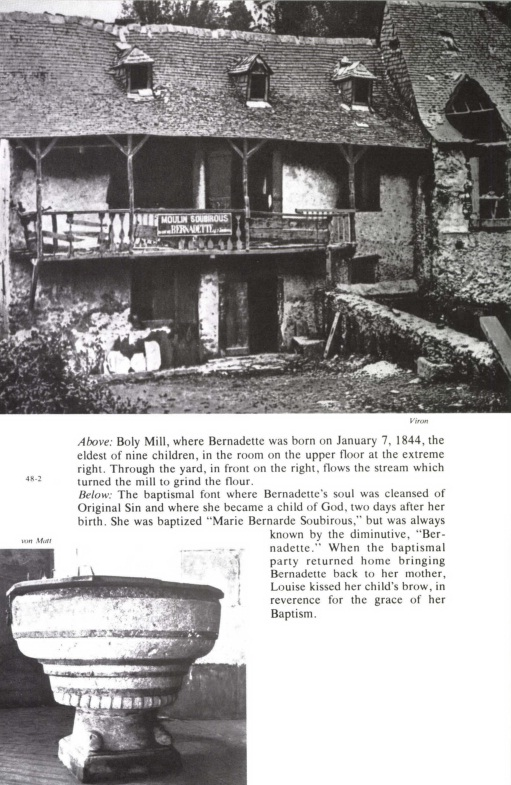 MOULIN SOUBIROUS
BERNADETTE
Viron
Above: Boly Mill, where Bernadette was born on January 7, 1844, the
eldest of nine children, in the room on the upper floor at the extreme
right. Through the yard, in front on the right, flows the stream which
turned the mill to grind the flour.
48-2
Below: The baptismal font where Bernadette's soul was cleansed of
Original Sin and where she became a child of God, two days after her
birth. She was baptized "Marie Bernarde Soubirous," but was always
known by the diminutive, "Ber-
nadette." When the baptismal
party returned home bringing
Bernadette back to her mother,
Louise kissed her child's brow, in
reverence for the grace of her
Baptism.
von Matt